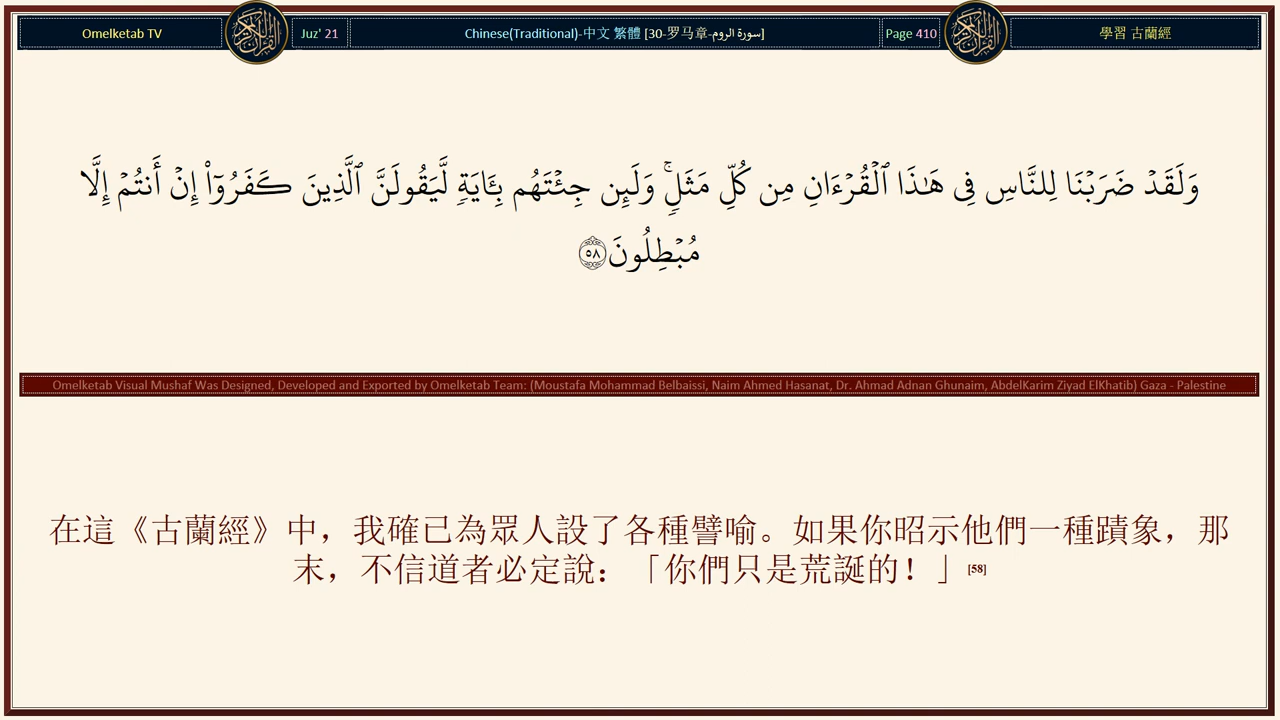 Omelketab TV
Juz' 21
Chinese(Traditional)-中文 繁體 [30-罗马章-سورة الروم]
Page 410
學習 古蘭經
وَلَقَدۡ ضَرَبۡنَا لِلنَّاسِ فِي هَٰذَا ٱلۡقُرۡءَانِ مِن كُلِّ مَثَلٖۚ وَلَئِن جِئۡتَهُم بِـَٔايَةٖ لَّيَقُولَنَّ ٱلَّذِينَ كَفَرُوٓاْ إِنۡ أَنتُمۡ إِلَّا
مُبۡطِلُونَ ٥٨
Omelketab Visual Mushaf Was Designed, Developed and Exported by Omelketab Team: (Moustafa Mohammad Belbaissi, Naim Ahmed Hasanat, Dr. Ahmad Adnan Ghunaim, AbdelKarim Ziyad ElKhatib) Gaza - Palestine
在這《古蘭經》中，我確已為眾人設了各種譬喻。如果你昭示他們一種蹟象，那
末，不信道者必定說：「你們只是荒誕的！」[58]